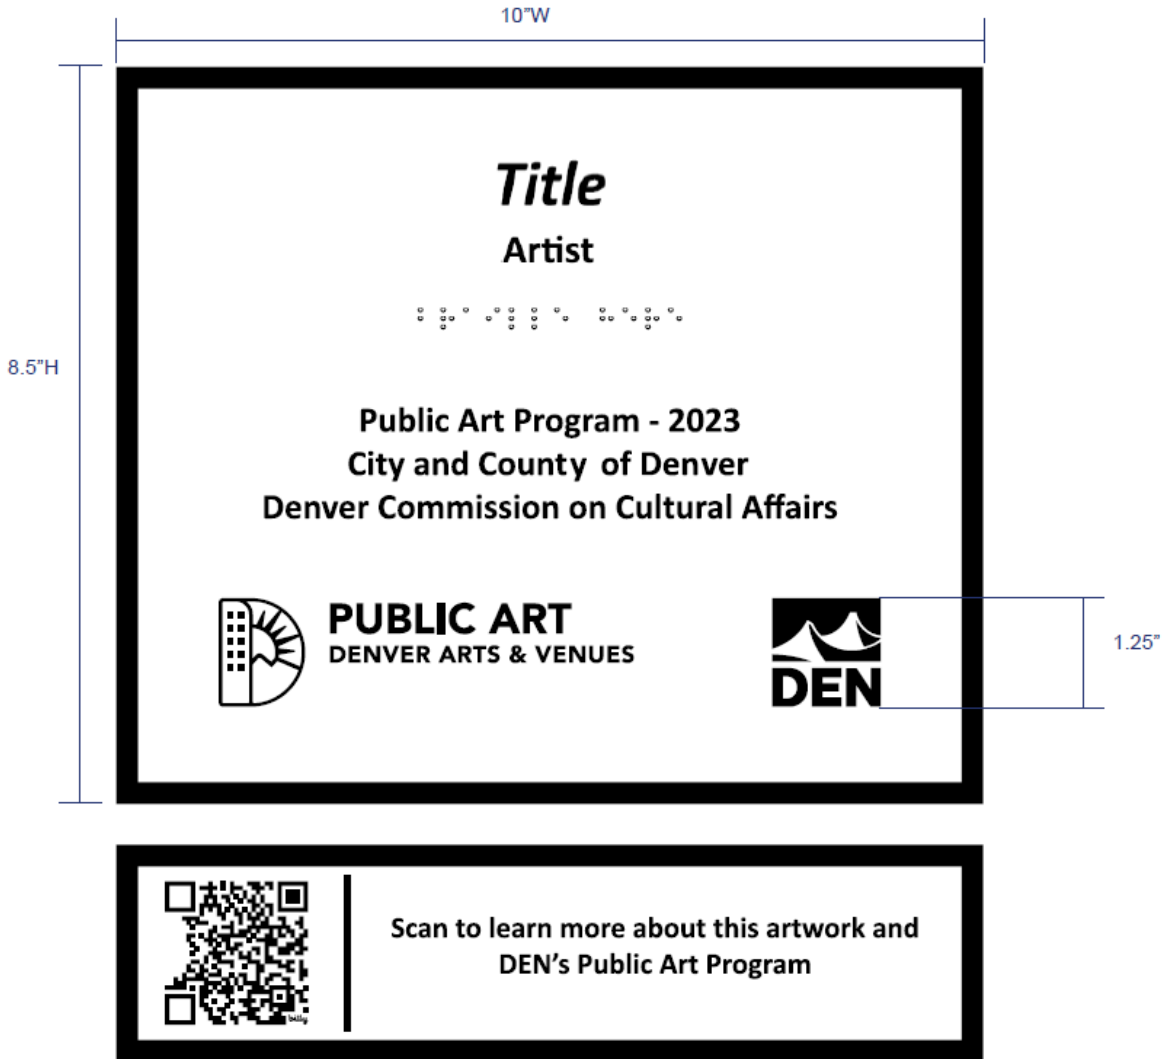 10"W
8.5"H
Title
Artist
⠃⠗⠁⠊⠇⠇⠑ ⠓⠑⠗⠑
Public Art Program - 2023
City and County of Denver
Denver Commission on Cultural Affairs
PUBLIC ART
DENVER ARTS & VENUES
DEN
1.25"
bitly
Scan to learn more about this artwork and
DEN's Public Art Program